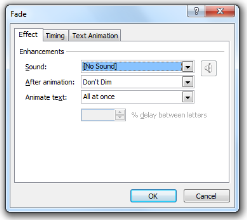 Fade
Effect Timing Text Animation
Enhancements
Sound: [No Sound]
After animation: Don't Dim
Animate text: All at once
% delay between letters
OK Cancel